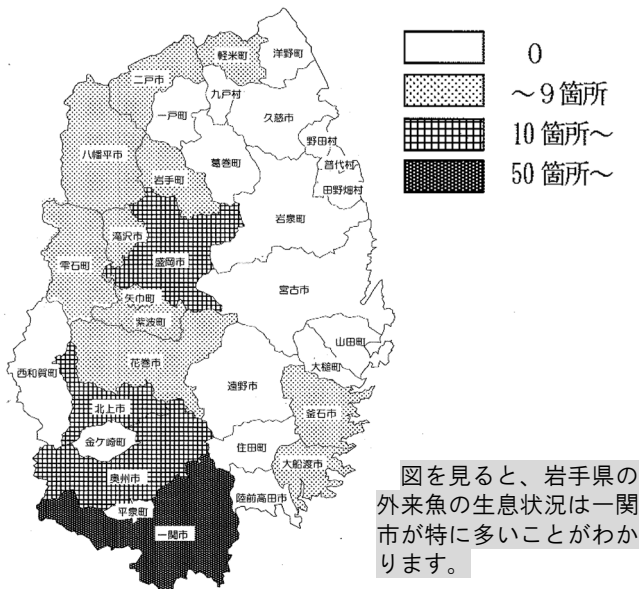 軽米町
洋野町
二戸市
九戸村
一戸町
久慈市
野田村
普代村
田野畑村
八幡平市
葛巻町
岩手町
岩泉町
滝沢市
盛岡市
雫石町
宮古市
矢巾町
紫波町
山田町
大槌町
花巻市
西和賀町
遠野市
釜石市
北上市
金ケ崎町
住田町
大船渡市
奥州市
陸前高田市
平泉町
一関市
0
～9箇所
10箇所～
50箇所～
図を見ると、岩手県の
外来魚の生息状況は一関
市が特に多いことがわか
ります。